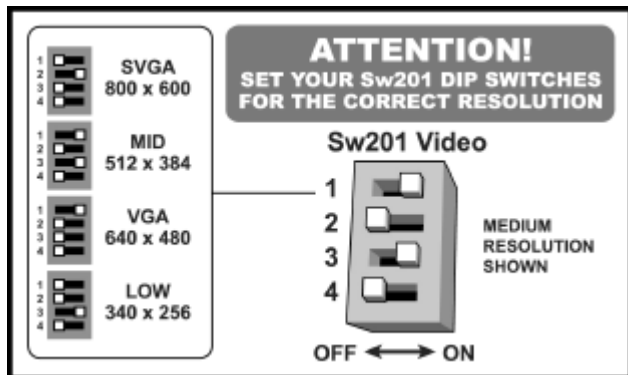 1
2
3
4
SVGA
800 x 600
1
2
3
4
MID
512 x 384
1
2
3
4
VGA
640 x 480
1
2
3
4
LOW
340 x 256
ATTENTION!
SET YOUR Sw201 DIP SWITCHES
FOR THE CORRECT RESOLUTION
Sw201 Video
1
2
3
4
MEDIUM
RESOLUTION
SHOWN
OFF ON